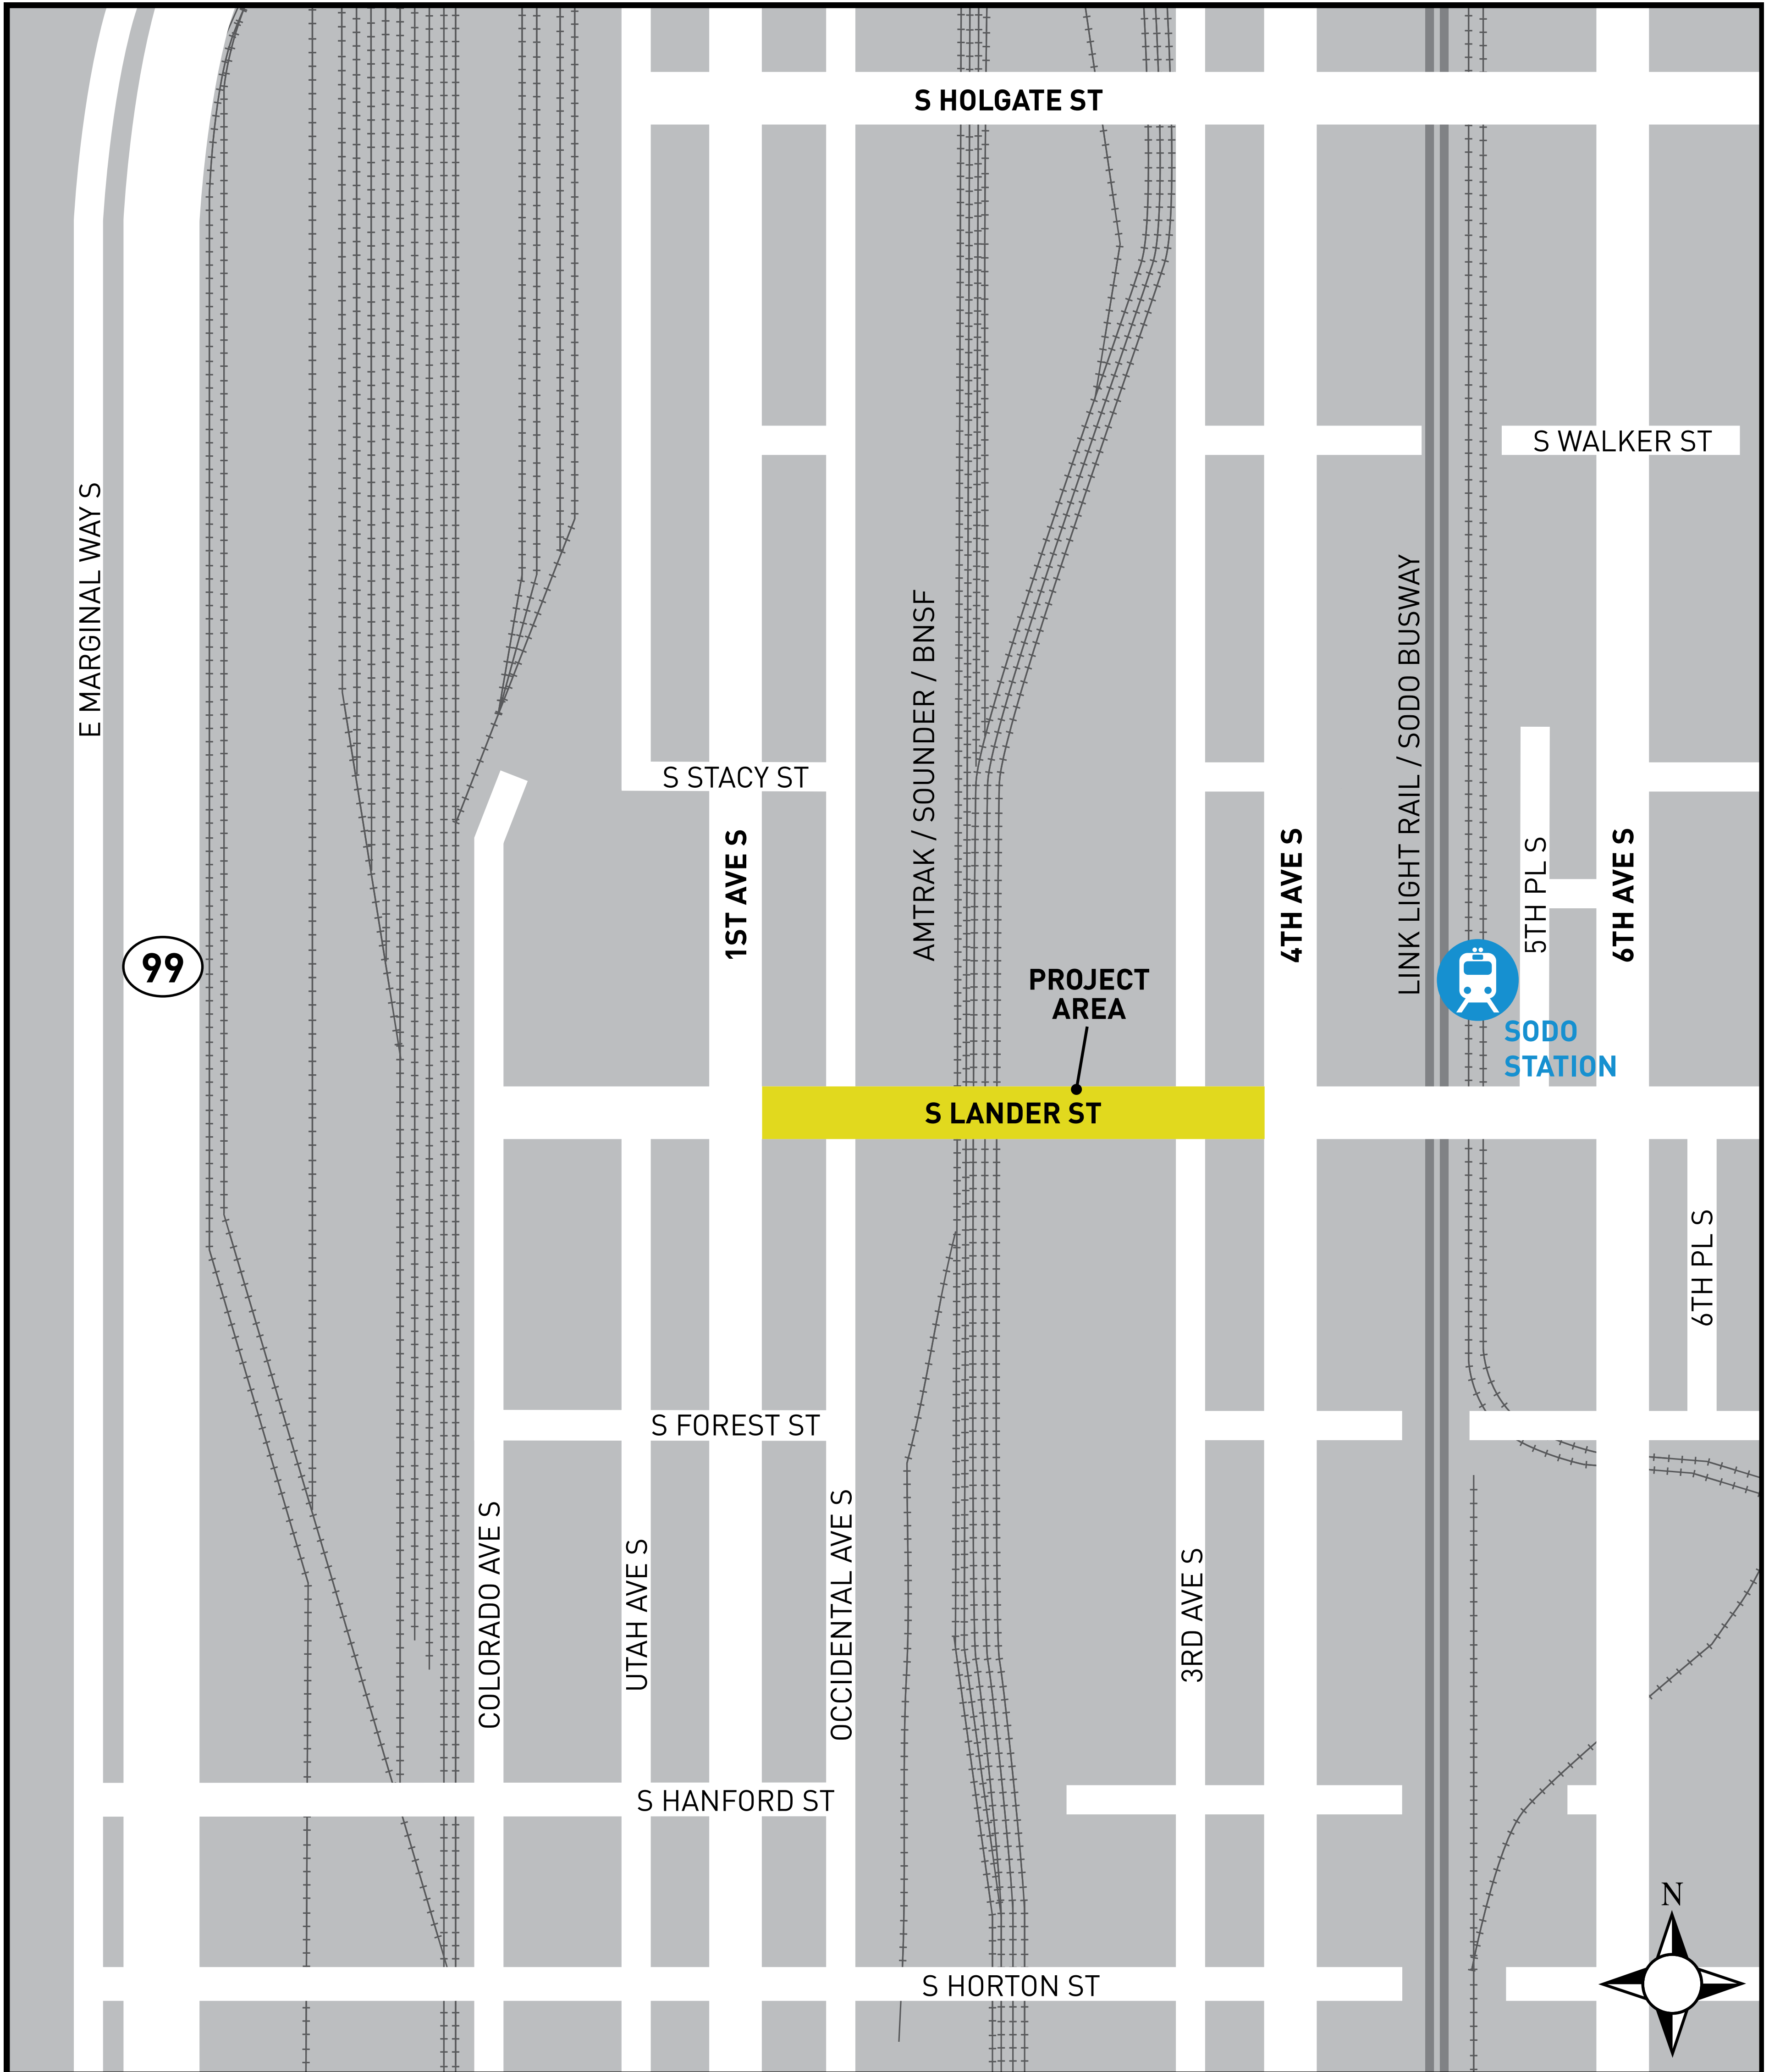 S HOLGATE ST
S WALKER ST
E MARGINAL WAY S
AMTRAK / SOUNDER / BNSF
LINK LIGHT RAIL / SODO BUSWAY
S STACY ST
1ST AVE S
4TH AVE S
5TH PL S
6TH AVE S
99
PROJECT
AREA
SODO
STATION
S LANDER ST
6TH PL S
S FOREST ST
COLORADO AVE S
UTAH AVE S
OCCIDENTAL AVE S
3RD AVE S
S HANFORD ST
N
S HORTON ST